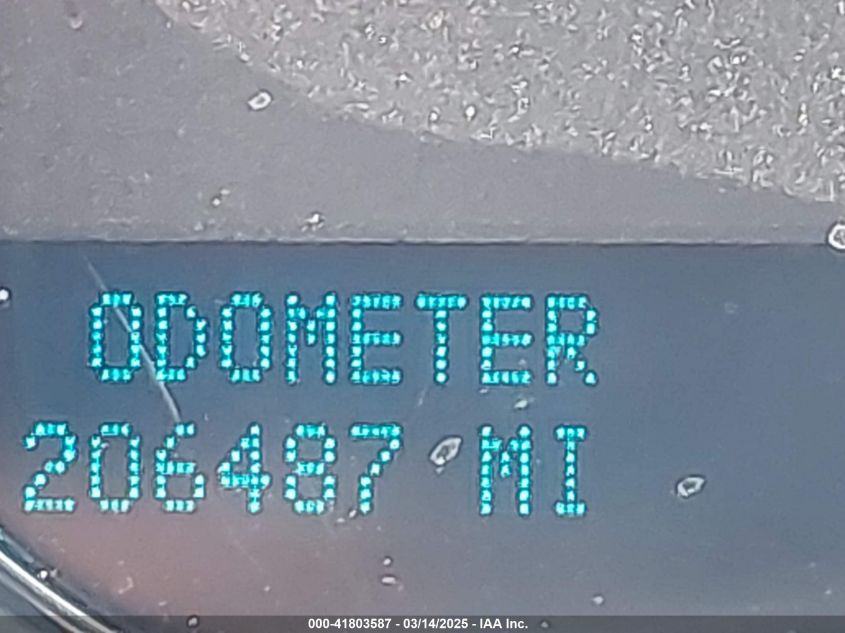 ODOMETER
206487 MI
000-41803587 - 03/14/2025 - IAA Inc.